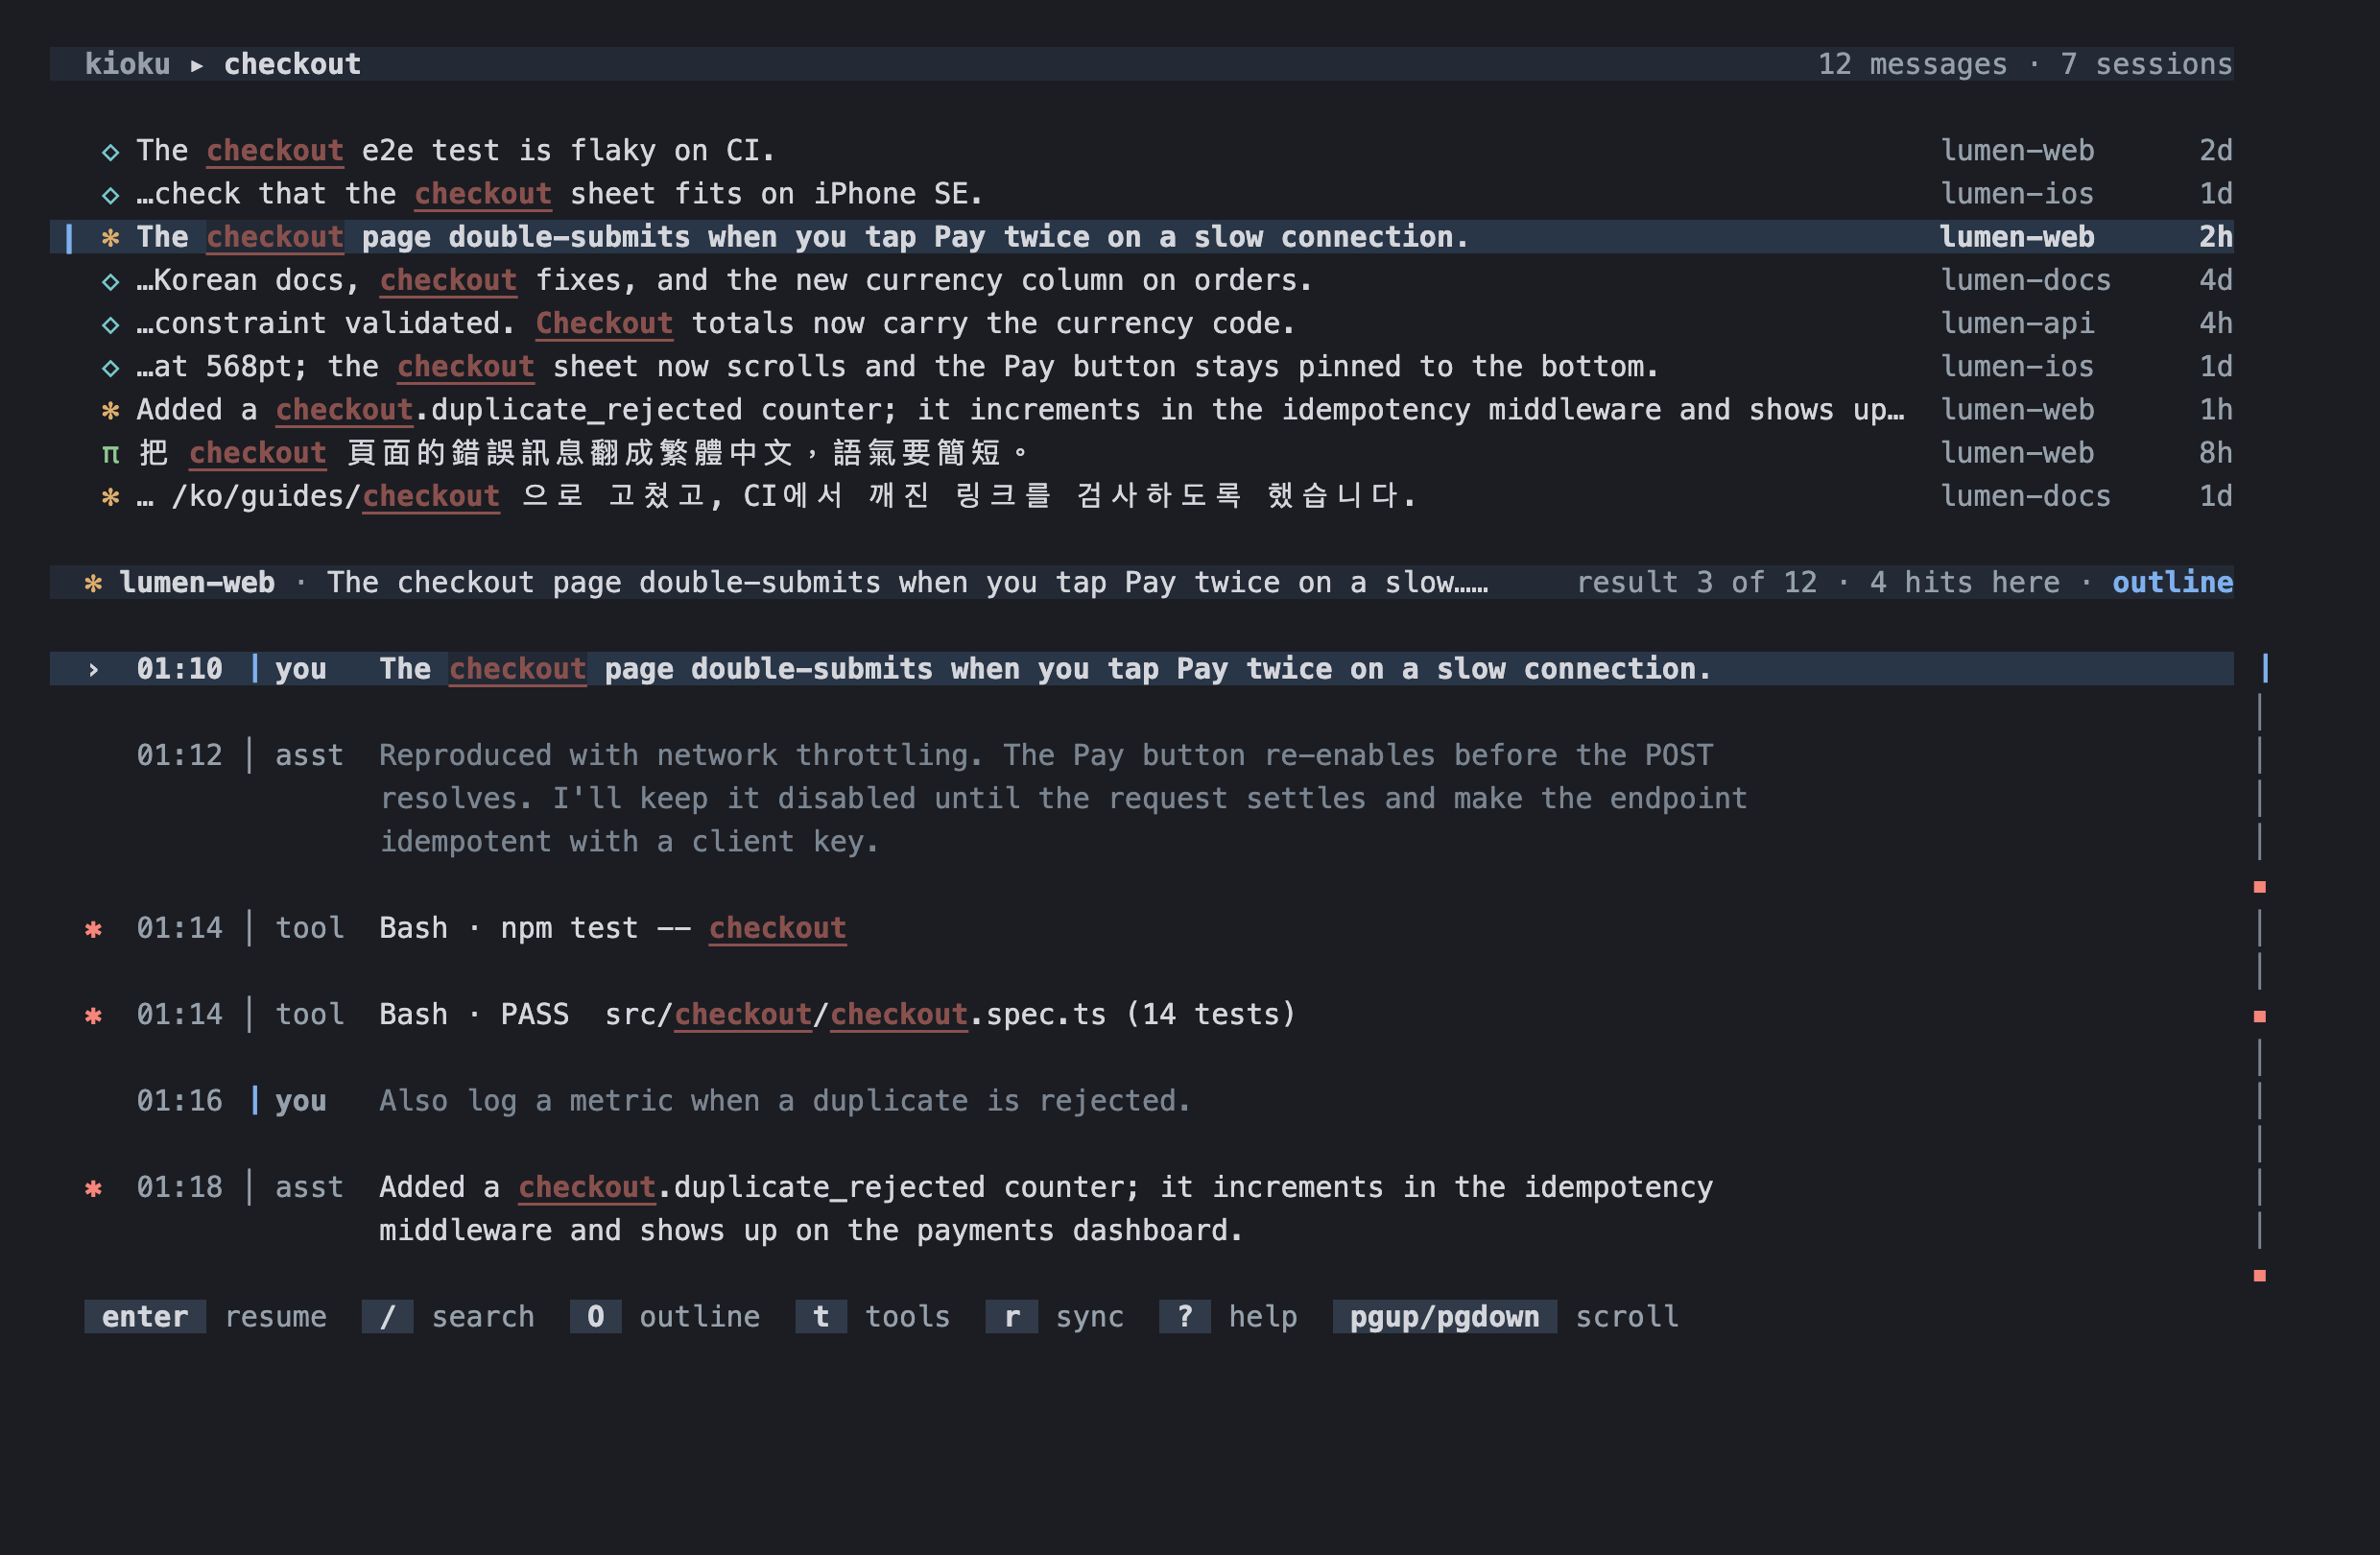 kioku ▸ checkout 12 messages · 7 sessions
◇ The checkout e2e test is flaky on CI. lumen-web 2d
◇ …check that the checkout sheet fits on iPhone SE. lumen-ios 1d
✻ The checkout page double-submits when you tap Pay twice on a slow connection. lumen-web 2h
◇ …Korean docs, checkout fixes, and the new currency column on orders. lumen-docs 4d
◇ …constraint validated. Checkout totals now carry the currency code. lumen-api 4h
◇ …at 568pt; the checkout sheet now scrolls and the Pay button stays pinned to the bottom. lumen-ios 1d
✻ Added a checkout.duplicate_rejected counter; it increments in the idempotency middleware and shows up… lumen-web 1h
π 把 checkout 頁面的錯誤訊息翻成繁體中文，語氣要簡短。 lumen-web 8h
✻ … /ko/guides/checkout 으로 고쳤고, CI에서 깨진 링크를 검사하도록 했습니다. lumen-docs 1d
✻ lumen-web · The checkout page double-submits when you tap Pay twice on a slow…… result 3 of 12 · 4 hits here · outline
› 01:10 you The checkout page double-submits when you tap Pay twice on a slow connection.
01:12 asst Reproduced with network throttling. The Pay button re-enables before the POST
resolves. I'll keep it disabled until the request settles and make the endpoint
idempotent with a client key.
✱ 01:14 tool Bash · npm test -- checkout
✱ 01:14 tool Bash · PASS src/checkout/checkout.spec.ts (14 tests)
01:16 you Also log a metric when a duplicate is rejected.
✱ 01:18 asst Added a checkout.duplicate_rejected counter; it increments in the idempotency
middleware and shows up on the payments dashboard.
enter resume / search O outline t tools r sync ? help pgup/pgdown scroll